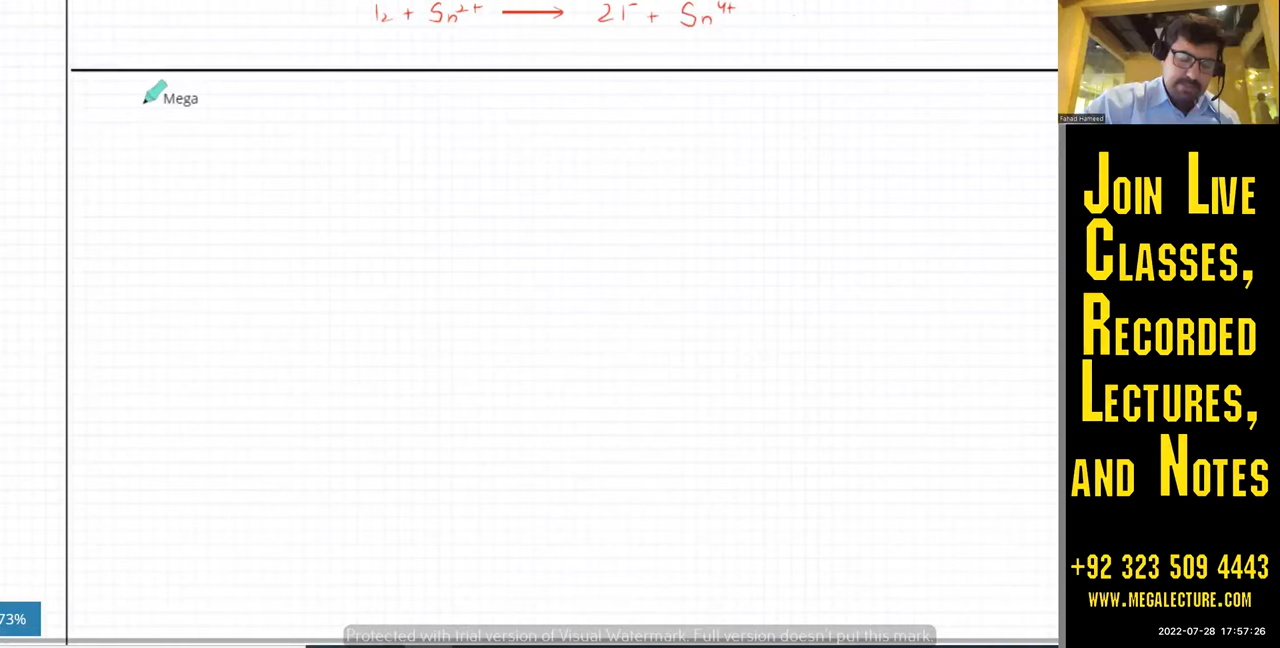 I₂ + Sn²⁺ ⟶ 2I⁻ + Sn⁴⁺
Mega
Fahad Hameed
JOIN LIVE
CLASSES,
RECORDED
LECTURES,
AND NOTES
+92 323 509 4443
WWW.MEGALECTURE.COM
2022-07-28 17:57:26
73%
Protected with trial version of Visual Watermark. Full version doesn't put this mark.